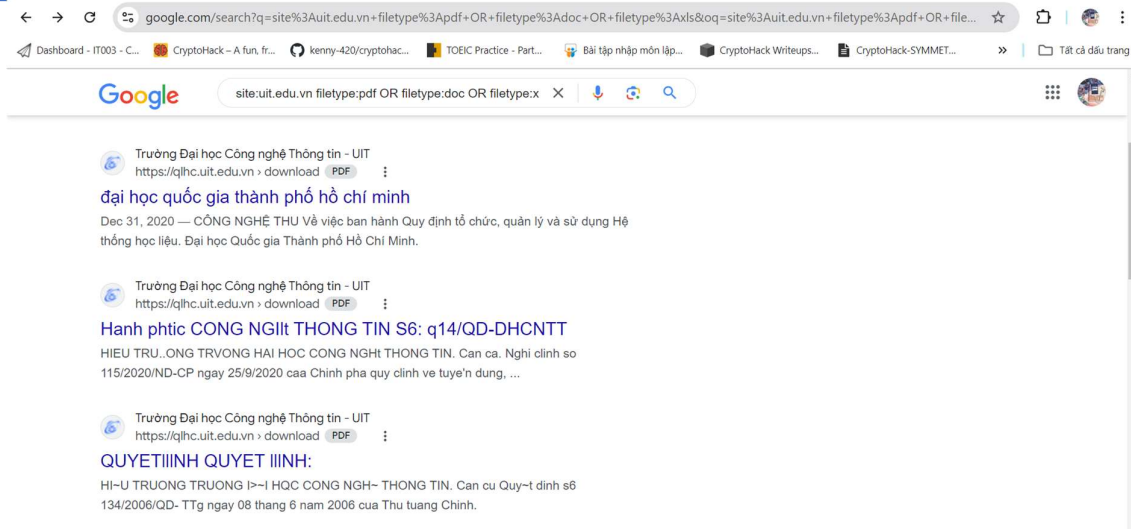 google.com/search?q=site%3Auit.edu.vn+filetype%3Apdf+OR+filetype%3Adoc+OR+filetype%3Axls&oq=site%3Auit.edu.vn+filetype%3Apdf+OR+file...
Dashboard - IT003 - C...
CryptoHack – A fun, fr...
kenny-420/cryptohac...
TOEIC Practice - Part...
Bài tập nhập môn lập...
CryptoHack Writeups...
CryptoHack-SYMMET...
»
Tất cả dấu trang
Google
site:uit.edu.vn filetype:pdf OR filetype:doc OR filetype:x
Trường Đại học Công nghệ Thông tin - UIT
https://qlhc.uit.edu.vn › download PDF
đại học quốc gia thành phố hồ chí minh
Dec 31, 2020 — CÔNG NGHỆ THU Về việc ban hành Quy định tổ chức, quản lý và sử dụng Hệ
thống học liệu. Đại học Quốc gia Thành phố Hồ Chí Minh.
Trường Đại học Công nghệ Thông tin - UIT
https://qlhc.uit.edu.vn › download PDF
Hanh phtic CONG NGIlt THONG TIN S6: q14/QD-DHCNTT
HIEU TRU..ONG TRVONG HAI HOC CONG NGHt THONG TIN. Can ca. Nghi clinh so
115/2020/ND-CP ngay 25/9/2020 caa Chinh pha quy clinh ve tuye'n dung, ...
Trường Đại học Công nghệ Thông tin - UIT
https://qlhc.uit.edu.vn › download PDF
QUYETIIINH QUYET lIINH:
HI~U TRUONG TRUONG I>~I HQC CONG NGH~ THONG TIN. Can cu Quy~t dinh s6
134/2006/QD- TTg ngay 08 thang 6 nam 2006 cua Thu tuang Chinh.